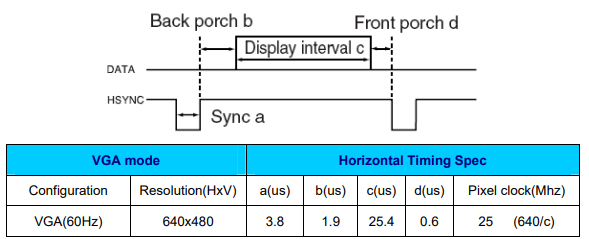 Back porch b Front porch d
Display interval c
DATA
HSYNC
Sync a
VGA mode Horizontal Timing Spec
Configuration Resolution(HxV) a(us) b(us) c(us) d(us) Pixel clock(Mhz)
VGA(60Hz) 640x480 3.8 1.9 25.4 0.6 25 (640/c)